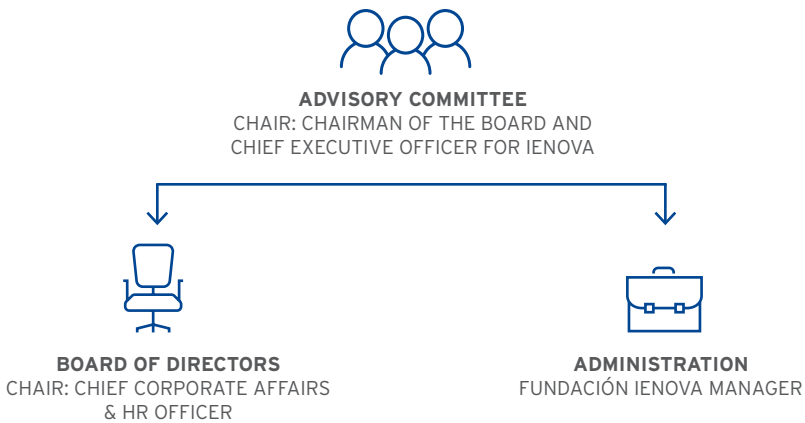 ADVISORY COMMITTEE
CHAIR: CHAIRMAN OF THE BOARD AND
CHIEF EXECUTIVE OFFICER FOR IENOVA
BOARD OF DIRECTORS
CHAIR: CHIEF CORPORATE AFFAIRS
& HR OFFICER
ADMINISTRATION
FUNDACIÓN IENOVA MANAGER